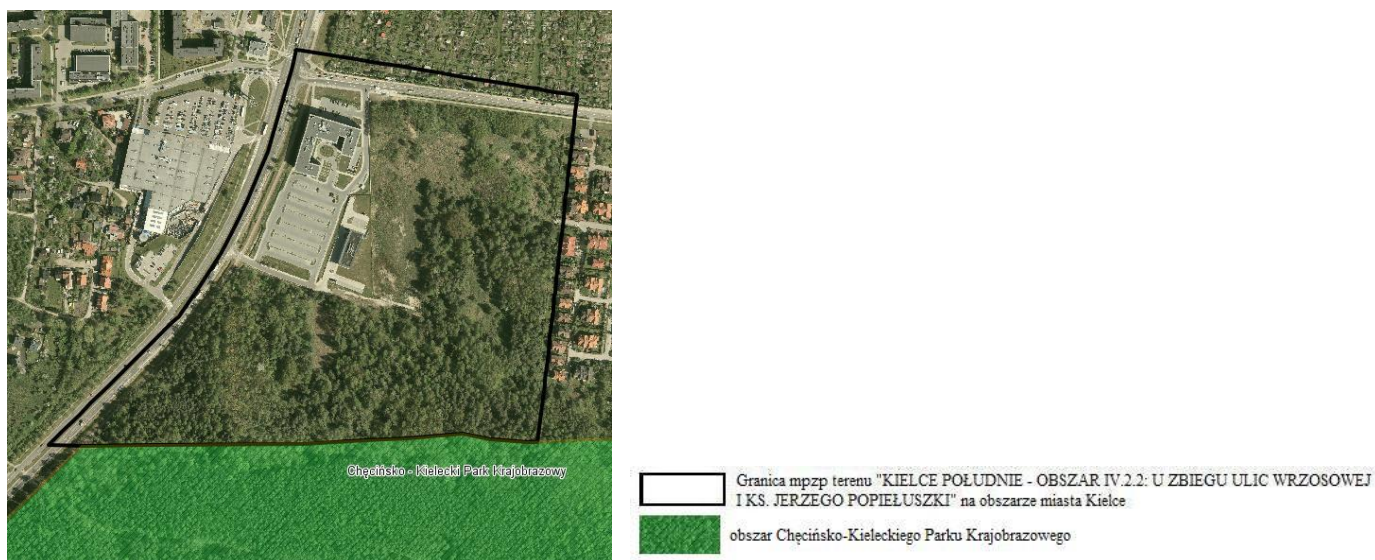 Chęcińsko - Kielecki Park Krajobrazowy
Granica mpzp terenu "KIELCE POŁUDNIE - OBSZAR IV.2.2: U ZBIEGU ULIC WRZOSOWEJ
I KS. JERZEGO POPIEŁUSZKI" na obszarze miasta Kielce
obszar Chęcińsko-Kieleckiego Parku Krajobrazowego